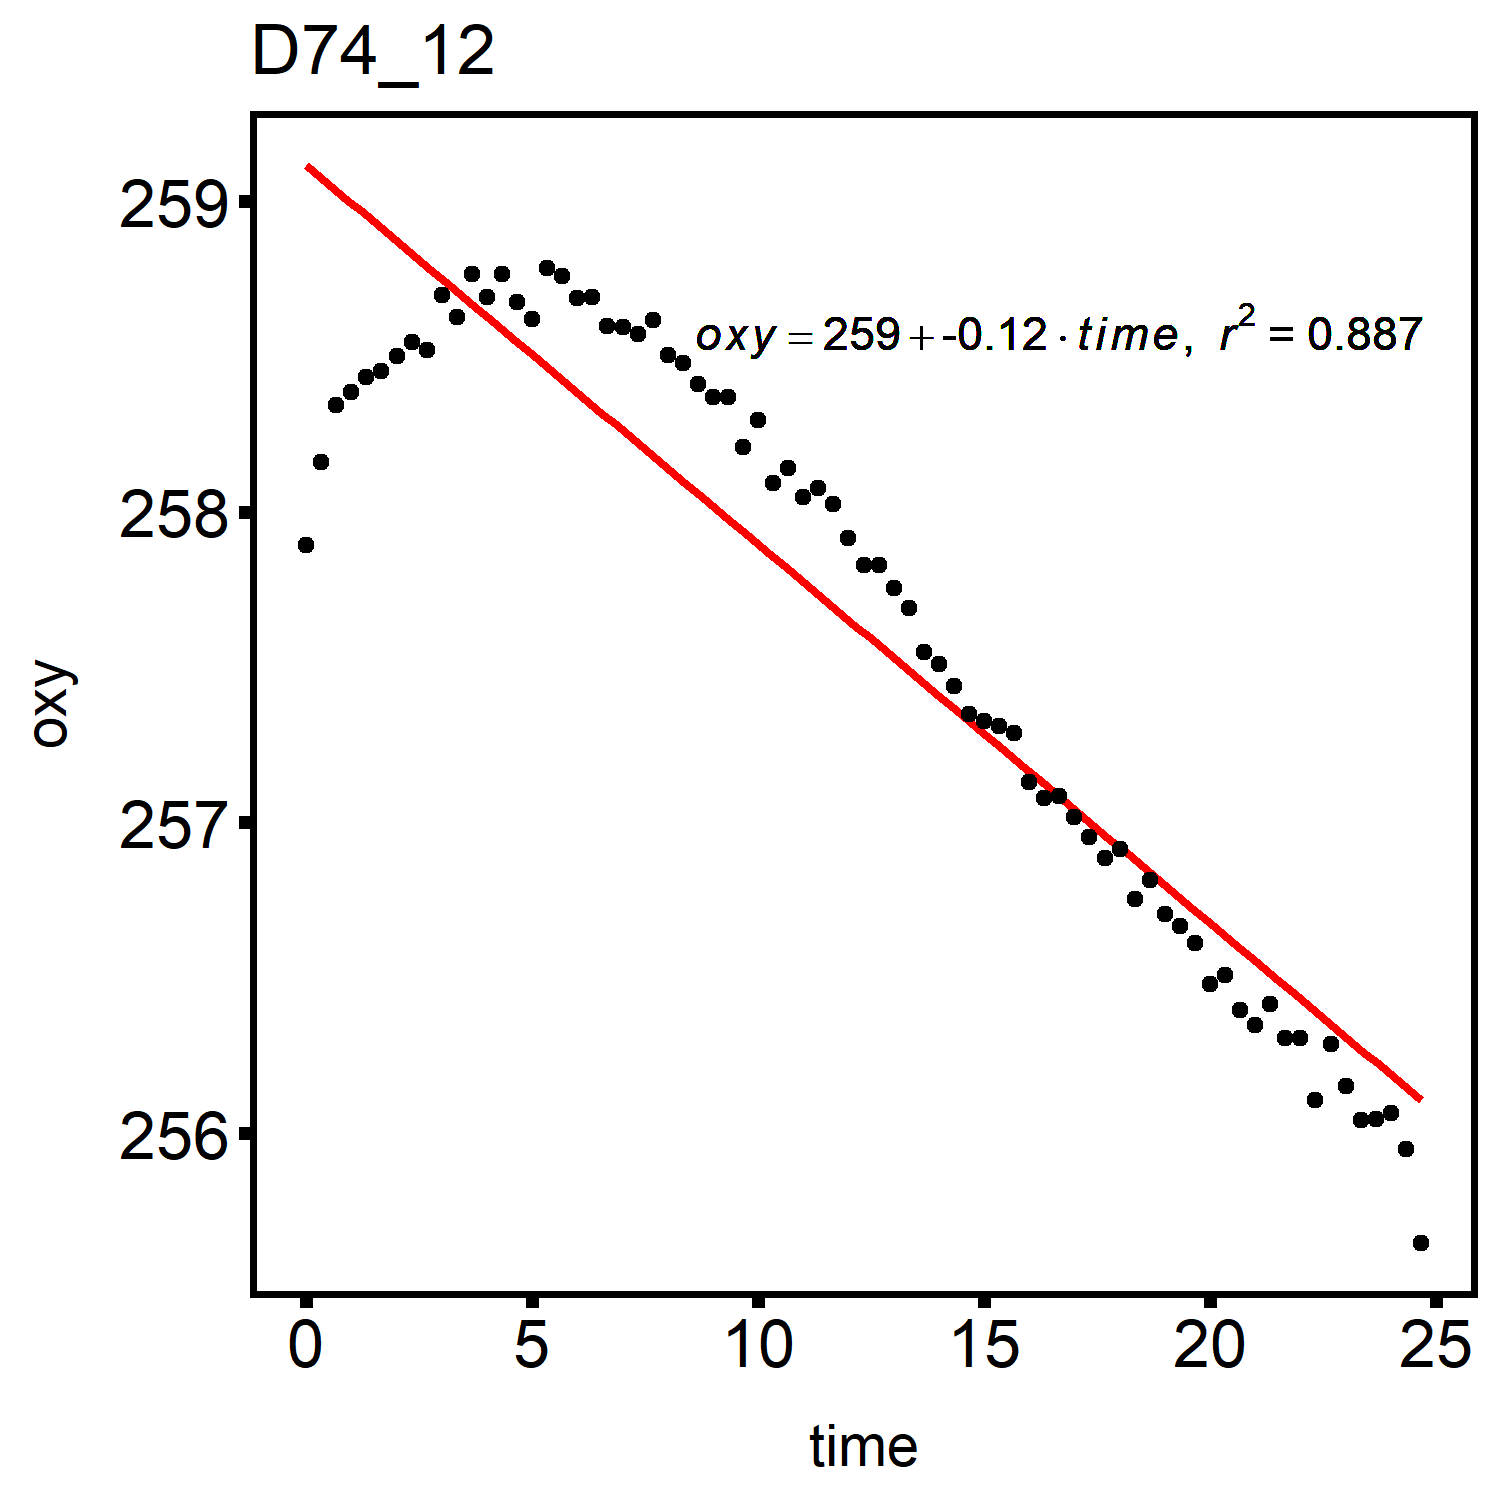 D74_12
259
258
257
256
oxy
oxy = 259 + -0.12 · time, r² = 0.887
0 5 10 15 20 25
time